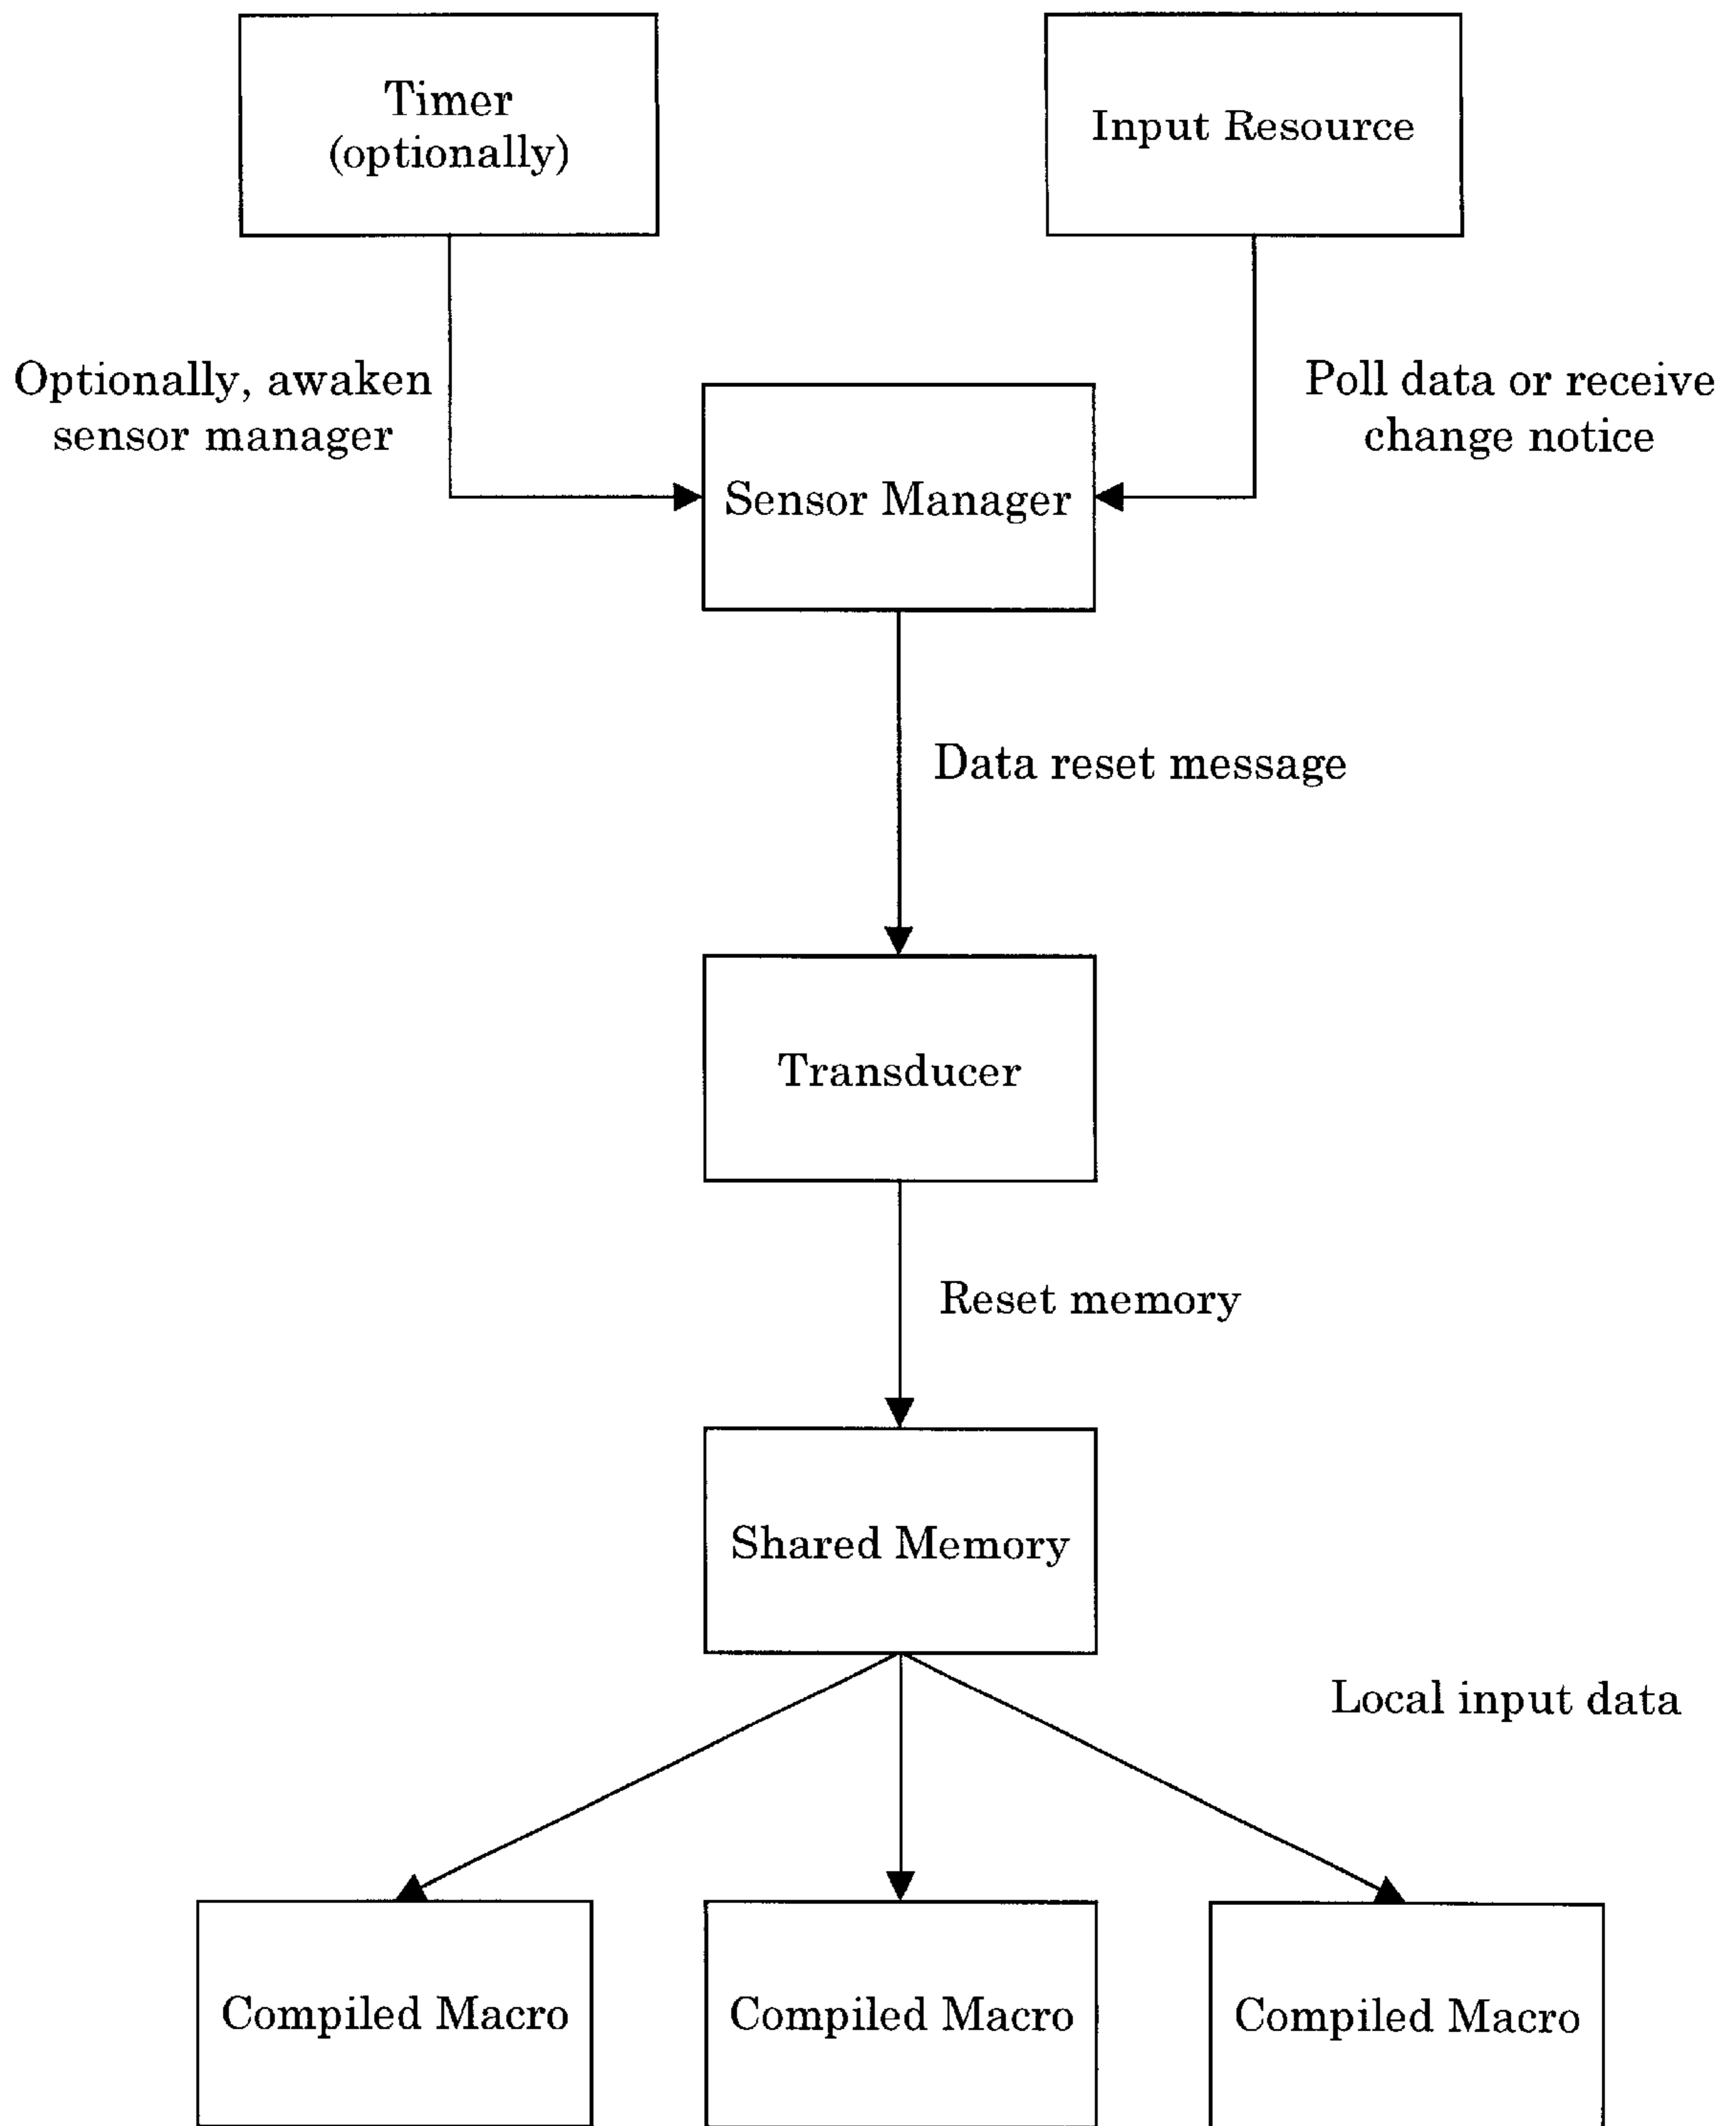 Timer
(optionally)
Input Resource
Optionally, awaken
sensor manager
Poll data or receive
change notice
Sensor Manager
Data reset message
Transducer
Reset memory
Shared Memory
Local input data
Compiled Macro
Compiled Macro
Compiled Macro